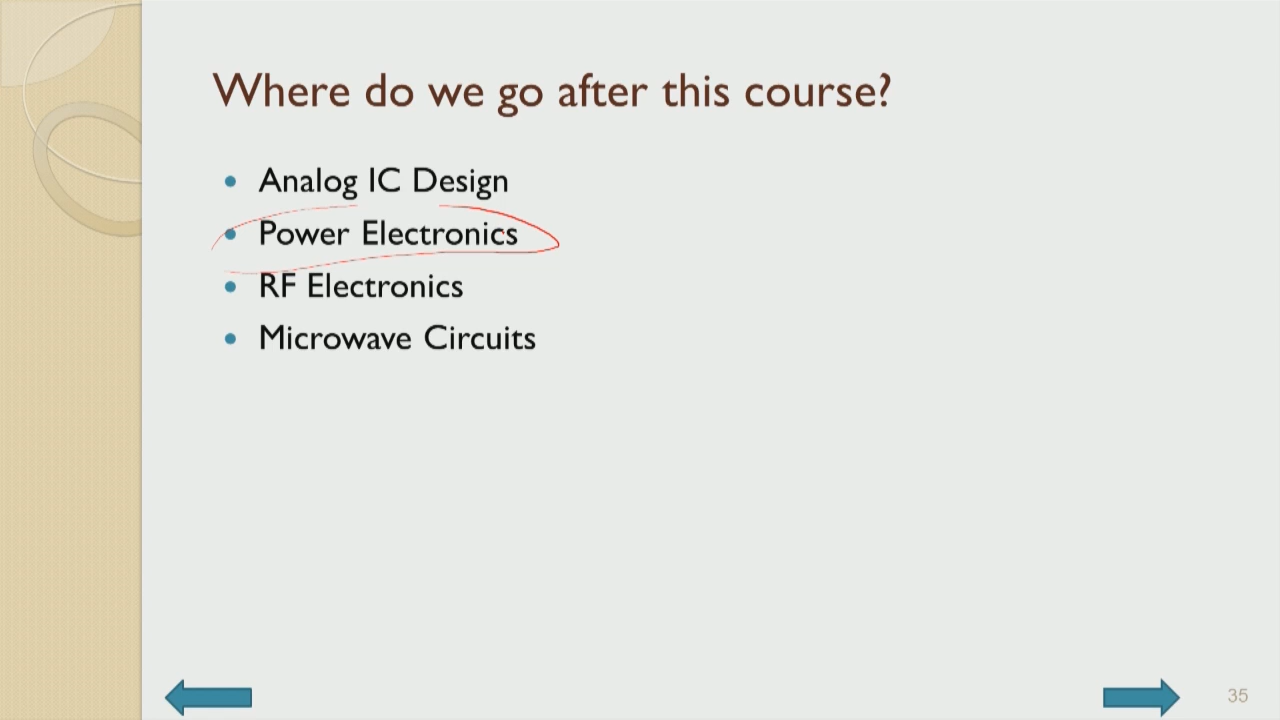 Where do we go after this course?
Analog IC Design
Power Electronics
RF Electronics
Microwave Circuits
35